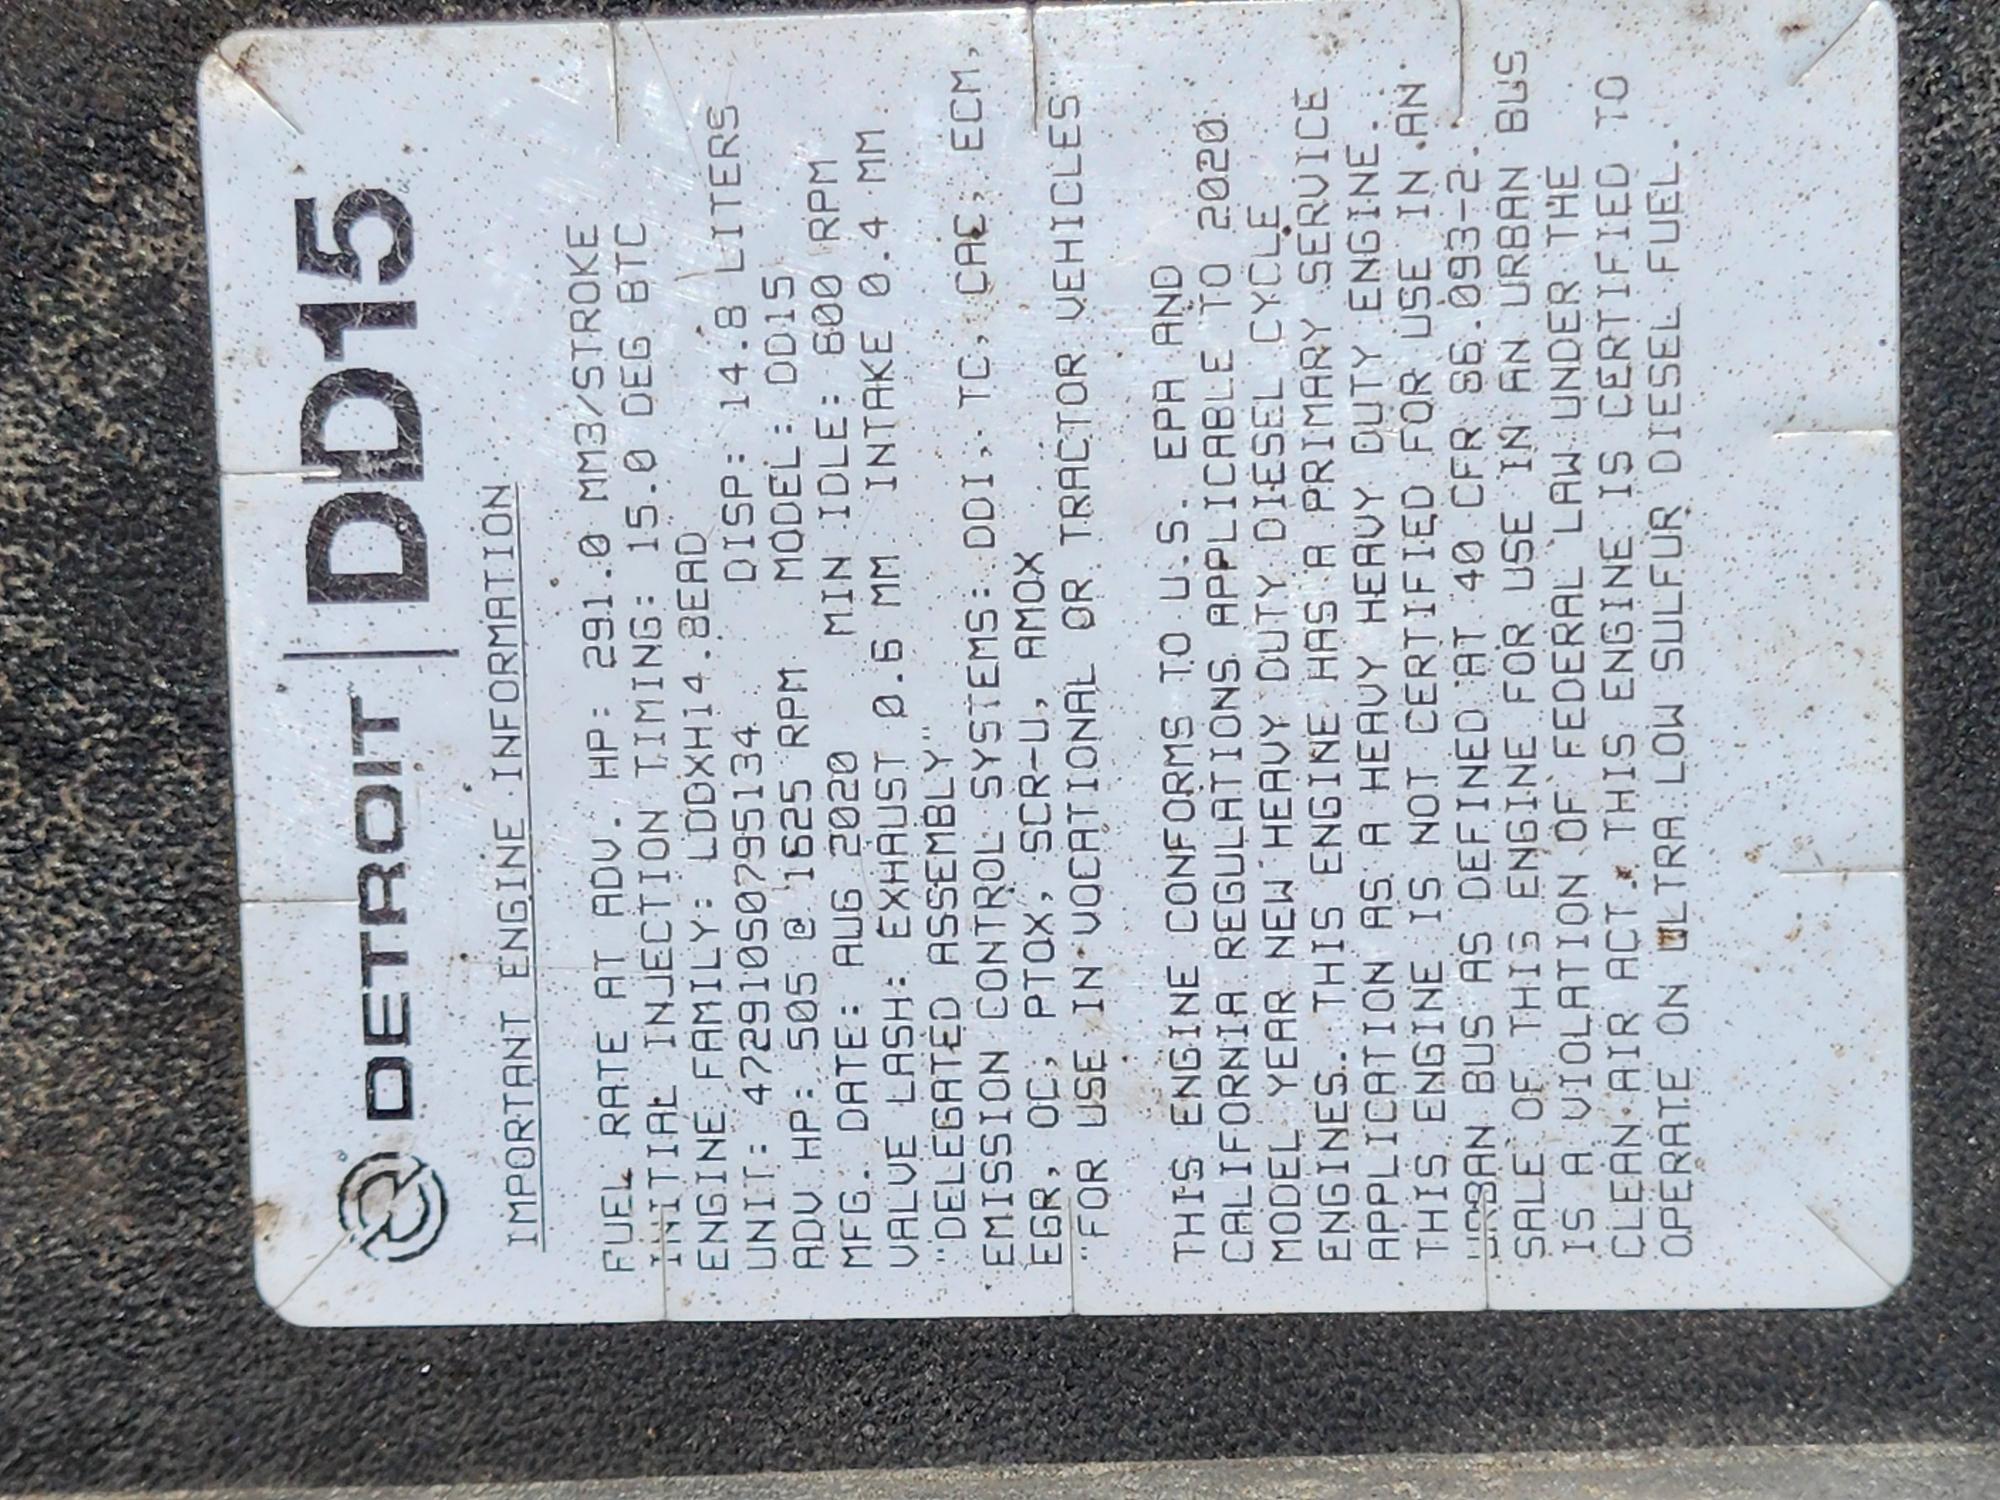 DETROIT DD15
IMPORTANT ENGINE INFORMATION
FUEL RATE AT ADV. HP: 291.0 MM3/STROKE
INITIAL INJECTION TIMING: 15.0 DEG BTC
ENGINE FAMILY: LDDXH14.8EAD
UNIT: 472910S0795134 DISP: 14.8 LITERS
ADV HP: 505 @ 1625 RPM MODEL: DD15
MFG. DATE: AUG 2020 MIN IDLE: 600 RPM
VALVE LASH: EXHAUST 0.6 MM INTAKE 0.4 MM
"DELEGATED ASSEMBLY"
EMISSION CONTROL SYSTEMS: DDI, TC, CAC, ECM,
EGR, OC, PTOX, SCR-U, AMOX
"FOR USE IN VOCATIONAL OR TRACTOR VEHICLES"
THIS ENGINE CONFORMS TO U.S. EPA AND
CALIFORNIA REGULATIONS APPLICABLE TO 2020
MODEL YEAR NEW HEAVY DUTY DIESEL CYCLE
ENGINES. THIS ENGINE HAS A PRIMARY SERVICE
APPLICATION AS A HEAVY HEAVY DUTY ENGINE.
THIS ENGINE IS NOT CERTIFIED FOR USE IN AN
URBAN BUS AS DEFINED AT 40 CFR 86.093-2.
SALE OF THIS ENGINE FOR USE IN AN URBAN BUS
IS A VIOLATION OF FEDERAL LAW UNDER THE
CLEAN AIR ACT. THIS ENGINE IS CERTIFIED TO
OPERATE ON ULTRA LOW SULFUR DIESEL FUEL.